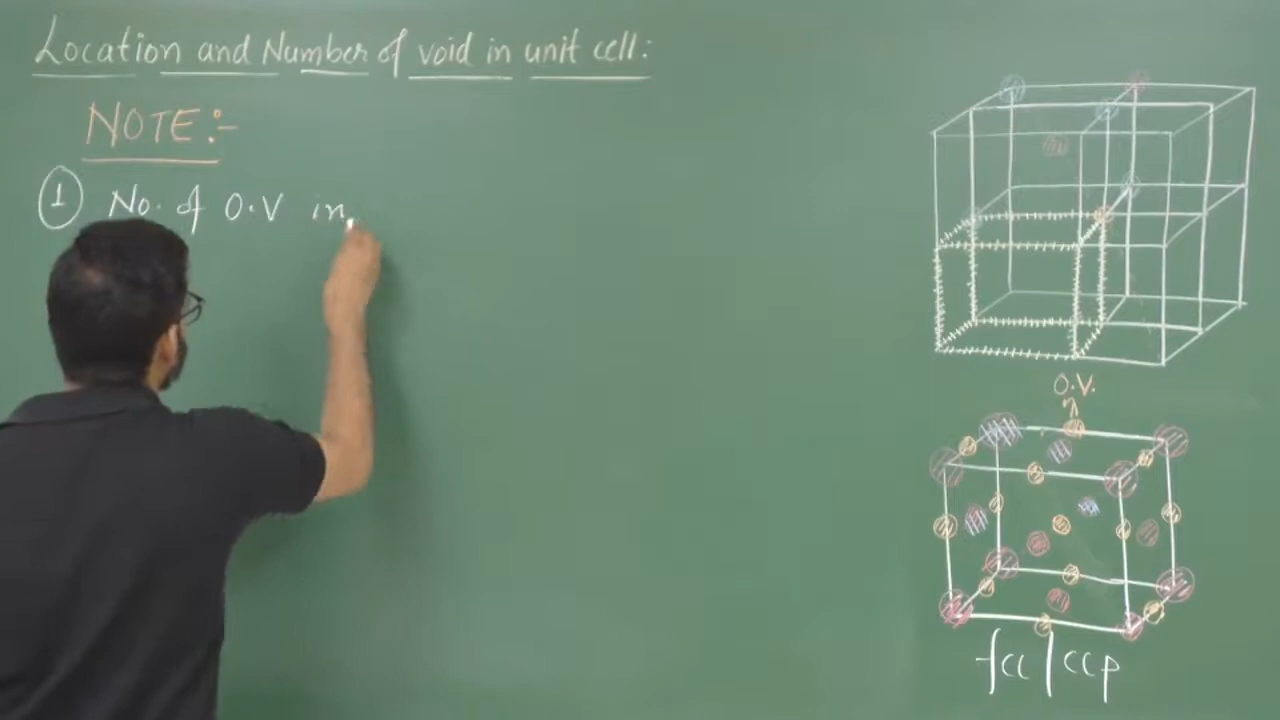 Location and Number of void in unit cell:
NOTE:-
① No. of O.V in
O.V.
fcc | ccp